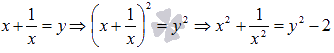 x + 1/x = y ⇒ (x + 1/x)² = y² ⇒ x² + 1/x² = y² − 2